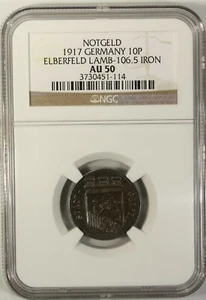 NOTGELD
1917 GERMANY 10P
ELBERFELD LAMB-106.5 IRON
AU 50
3730451-114
NGC